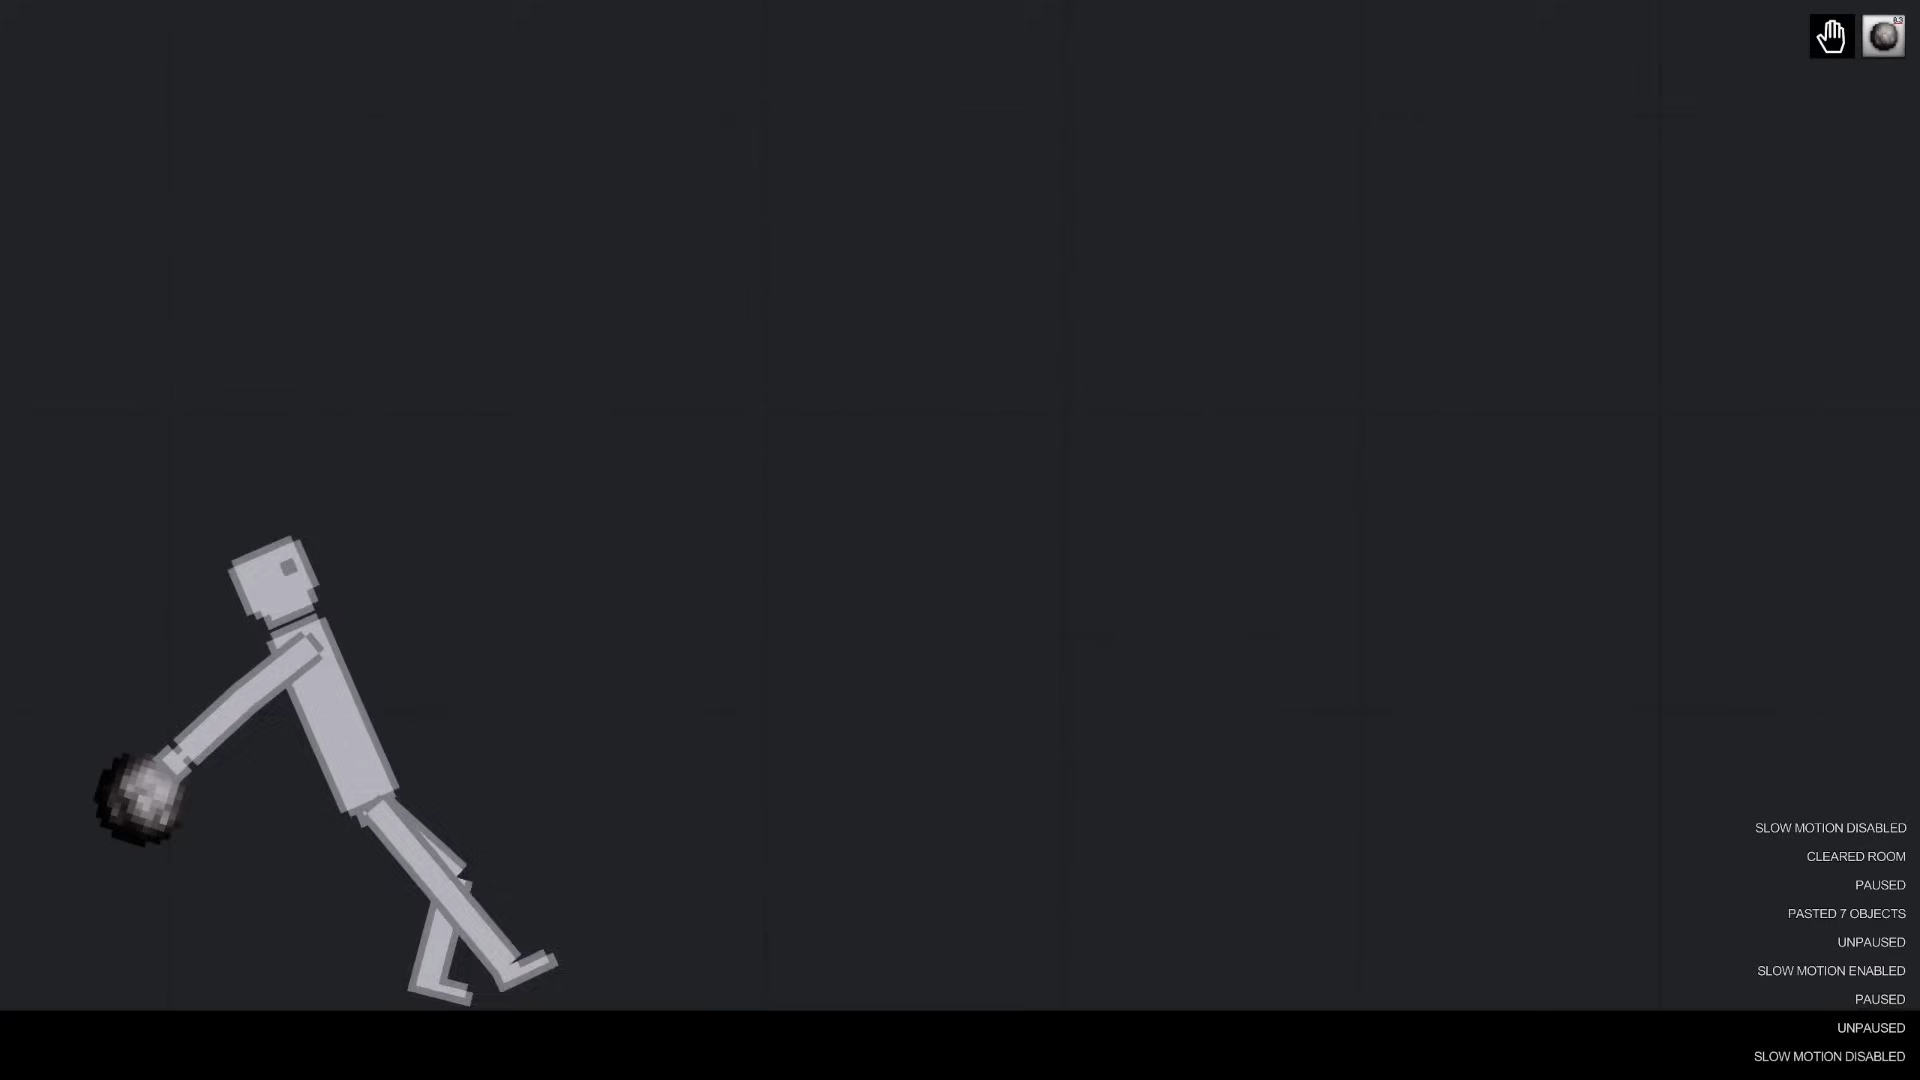 SLOW MOTION DISABLED
CLEARED ROOM
PAUSED
PASTED 7 OBJECTS
UNPAUSED
SLOW MOTION ENABLED
PAUSED
UNPAUSED
SLOW MOTION DISABLED